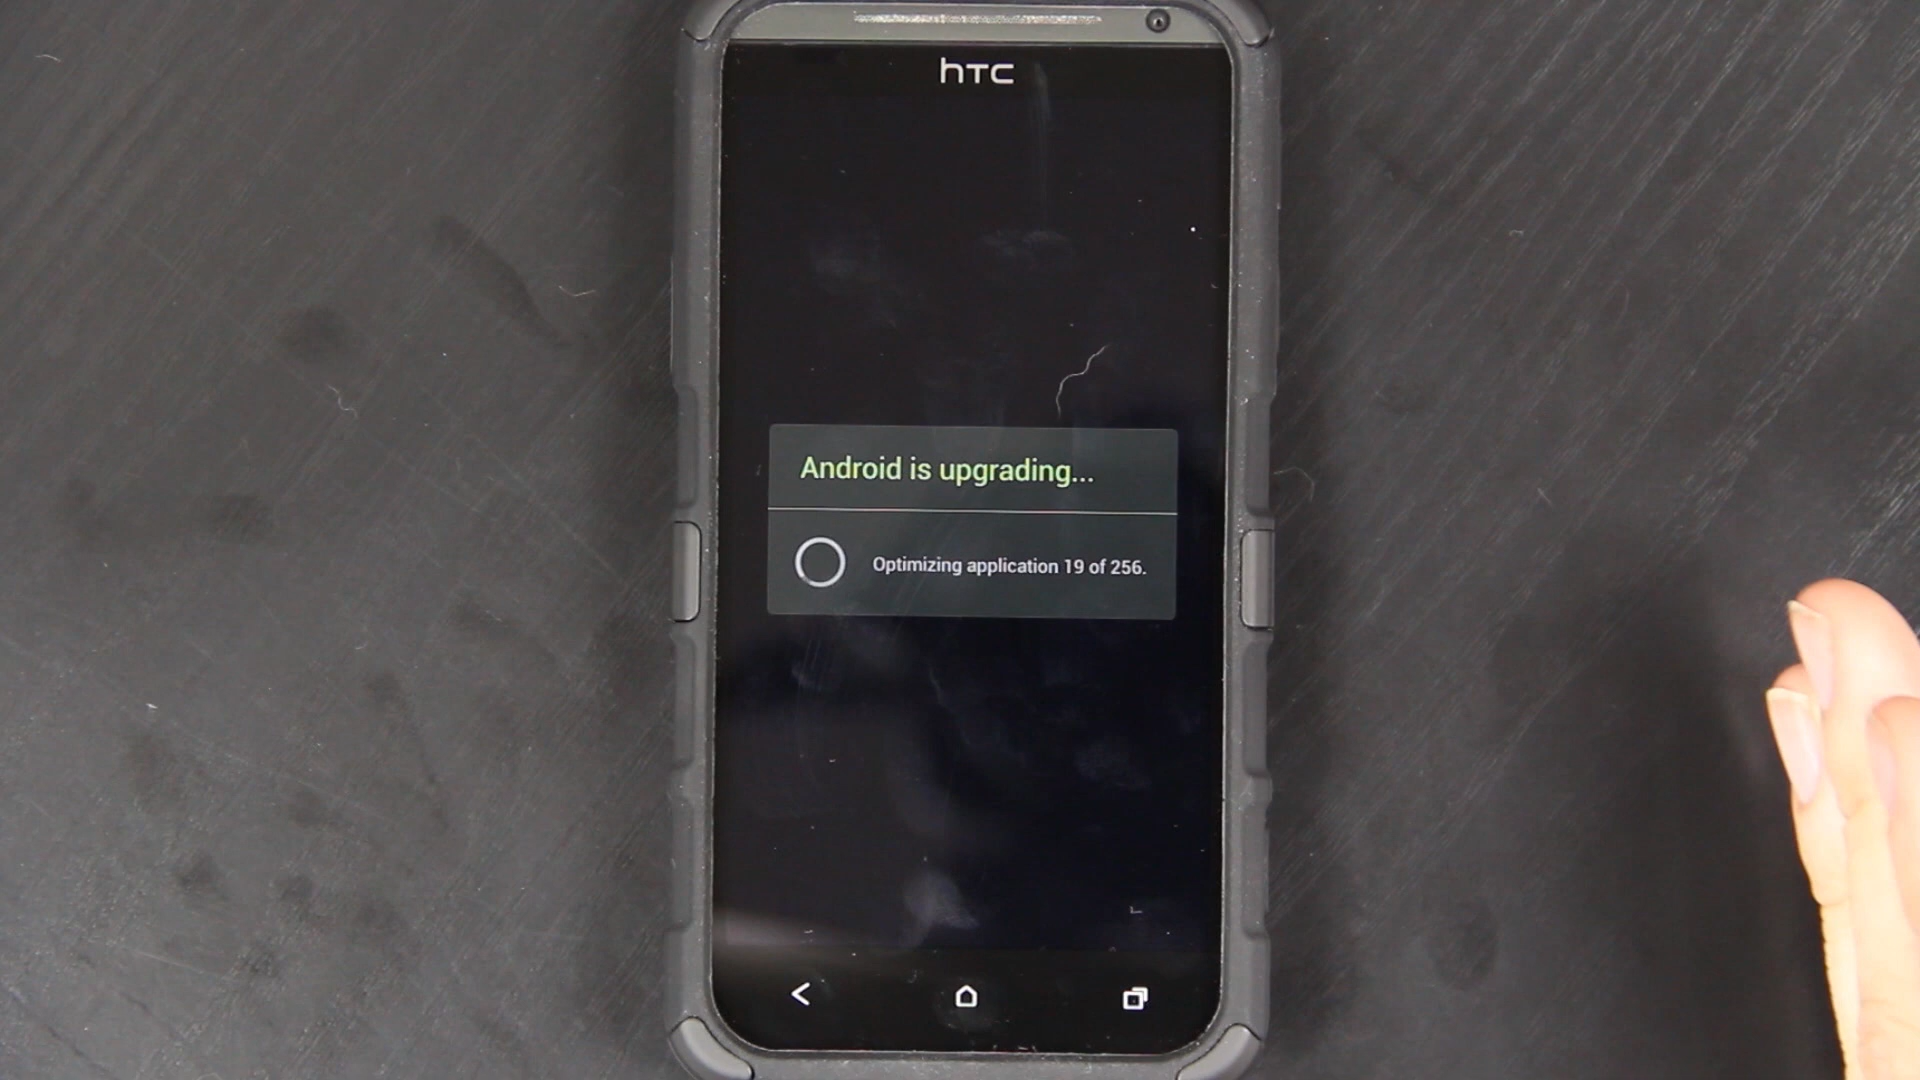 hTC
Android is upgrading...
Optimizing application 19 of 256.